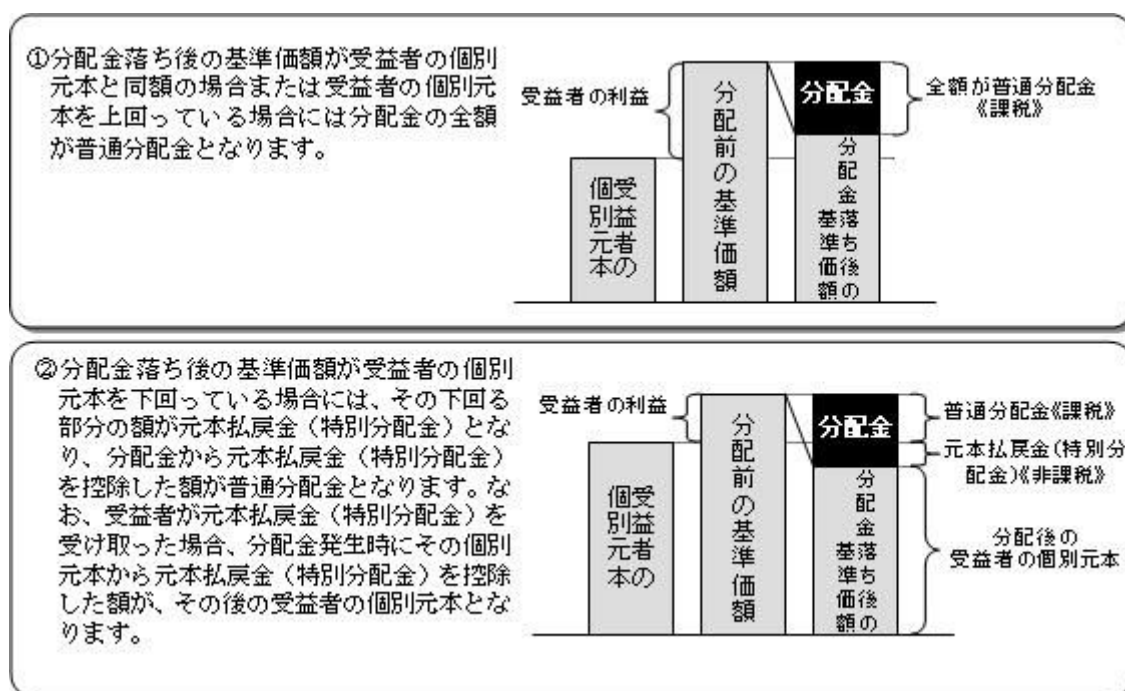 ①分配金落ち後の基準価額が受益者の個別
元本と同額の場合または受益者の個別元
本を上回っている場合には分配金の全額
が普通分配金となります。
受益者の利益
受益者の
個別元本
分配前の基準価額
分配金
分配金落ち後の
基準価額
全額が普通分配金
《課税》
②分配金落ち後の基準価額が受益者の個別
元本を下回っている場合には、その下回る
部分の額が元本払戻金（特別分配金）とな
り、分配金から元本払戻金（特別分配金）
を控除した額が普通分配金となります。な
お、受益者が元本払戻金（特別分配金）を
受け取った場合、分配金発生時にその個別
元本から元本払戻金（特別分配金）を控除
した額が、その後の受益者の個別元本とな
ります。
受益者の利益
受益者の
個別元本
分配前の基準価額
分配金
分配金落ち後の
基準価額
普通分配金《課税》
元本払戻金(特別分
配金)《非課税》
分配後の
受益者の個別元本